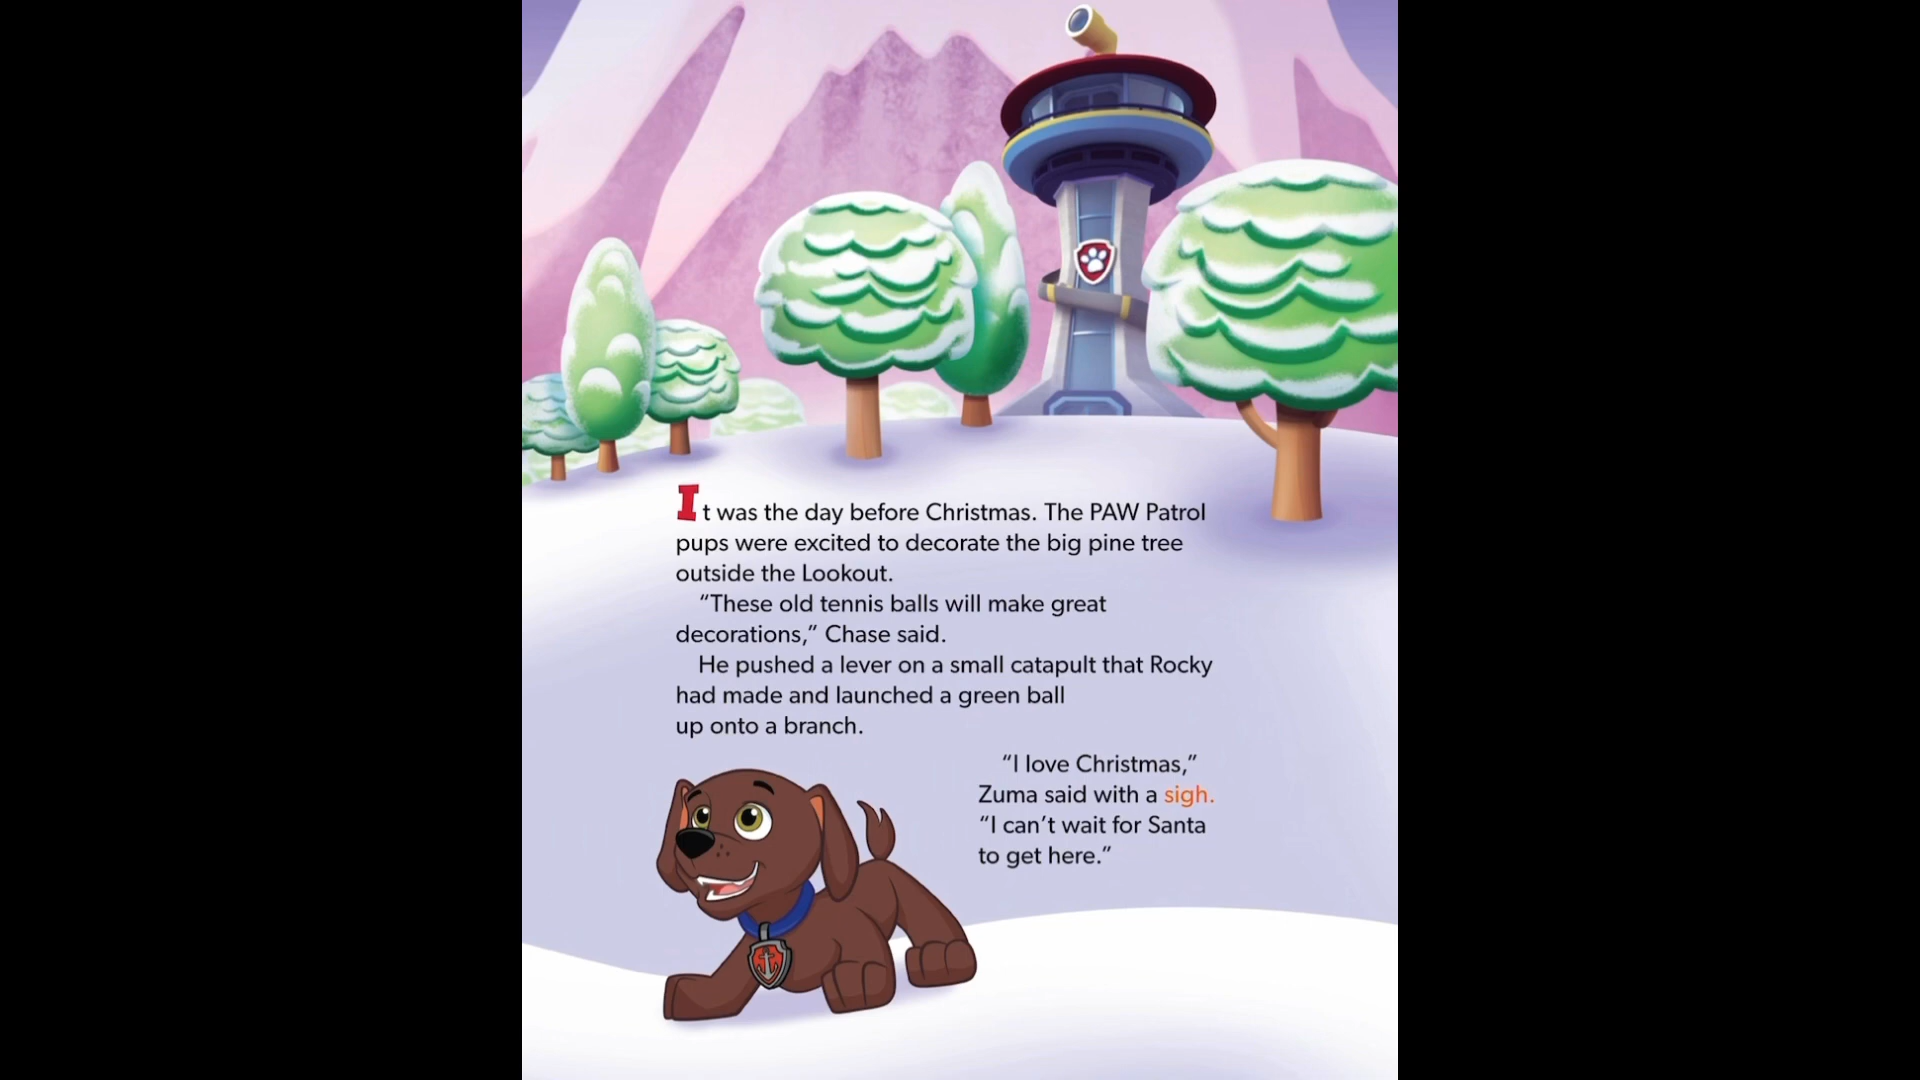 It was the day before Christmas. The PAW Patrol
pups were excited to decorate the big pine tree
outside the Lookout.
“These old tennis balls will make great
decorations,” Chase said.
He pushed a lever on a small catapult that Rocky
had made and launched a green ball
up onto a branch.
“I love Christmas,”
Zuma said with a sigh.
“I can’t wait for Santa
to get here.”